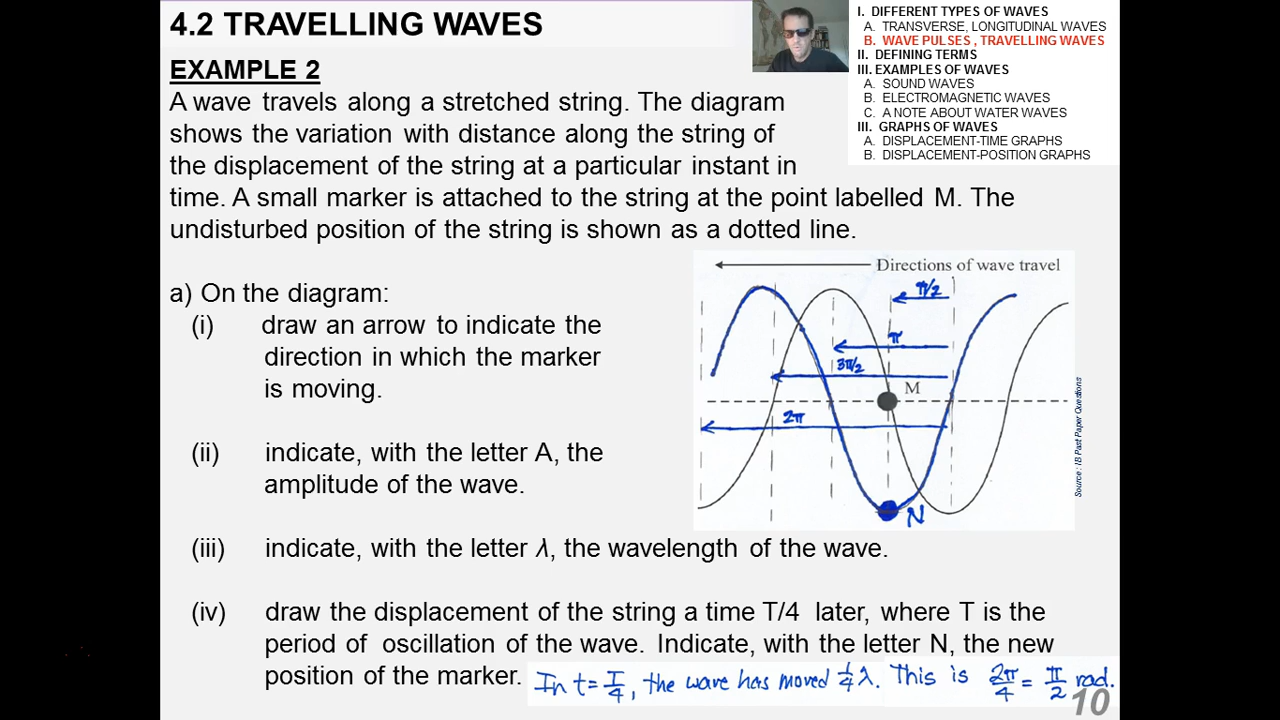 4.2 TRAVELLING WAVES
I. DIFFERENT TYPES OF WAVES
A. TRANSVERSE, LONGITUDINAL WAVES
B. WAVE PULSES , TRAVELLING WAVES
II. DEFINING TERMS
III. EXAMPLES OF WAVES
A. SOUND WAVES
B. ELECTROMAGNETIC WAVES
C. A NOTE ABOUT WATER WAVES
III. GRAPHS OF WAVES
A. DISPLACEMENT-TIME GRAPHS
B. DISPLACEMENT-POSITION GRAPHS
EXAMPLE 2
A wave travels along a stretched string. The diagram
shows the variation with distance along the string of
the displacement of the string at a particular instant in
time. A small marker is attached to the string at the point labelled M. The
undisturbed position of the string is shown as a dotted line.
a) On the diagram:
(i) draw an arrow to indicate the
direction in which the marker
is moving.
(ii) indicate, with the letter A, the
amplitude of the wave.
(iii) indicate, with the letter λ, the wavelength of the wave.
(iv) draw the displacement of the string a time T/4 later, where T is the
period of oscillation of the wave. Indicate, with the letter N, the new
position of the marker.
In t = T/4, the wave has moved 1/4 λ. This is 2π/4 = π/2 rad.
Directions of wave travel
π/2
π
3π/2
M
2π
N
Source : IB Past Paper Questions
10